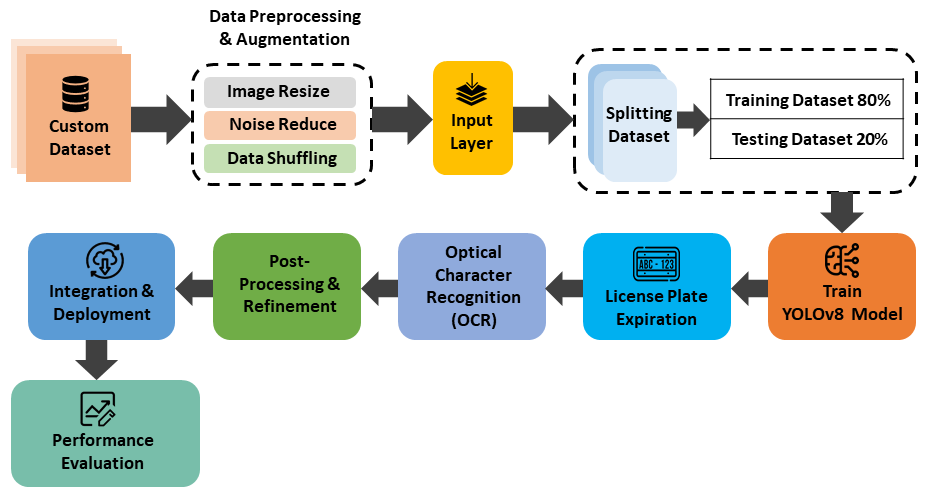 Data Preprocessing
& Augmentation
Custom
Dataset
Image Resize
Noise Reduce
Data Shuffling
Input
Layer
Splitting
Dataset
Training Dataset 80%
Testing Dataset 20%
Train
YOLOv8 Model
ABC - 123
License Plate
Expiration
Optical
Character
Recognition
(OCR)
Post-
Processing &
Refinement
Integration &
Deployment
Performance
Evaluation